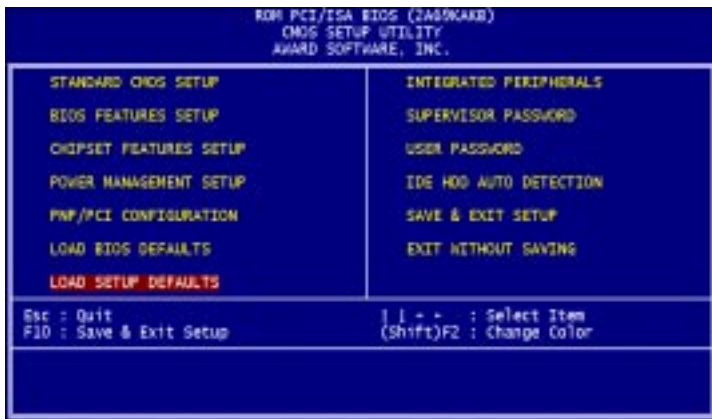 ROM PCI/ISA BIOS (2A69KAKB)
CMOS SETUP UTILITY
AWARD SOFTWARE, INC.
STANDARD CMOS SETUP
BIOS FEATURES SETUP
CHIPSET FEATURES SETUP
POWER MANAGEMENT SETUP
PNP/PCI CONFIGURATION
LOAD BIOS DEFAULTS
LOAD SETUP DEFAULTS
INTEGRATED PERIPHERALS
SUPERVISOR PASSWORD
USER PASSWORD
IDE HDD AUTO DETECTION
SAVE & EXIT SETUP
EXIT WITHOUT SAVING
Esc : Quit
F10 : Save & Exit Setup
: Select Item
(Shift)F2 : Change Color